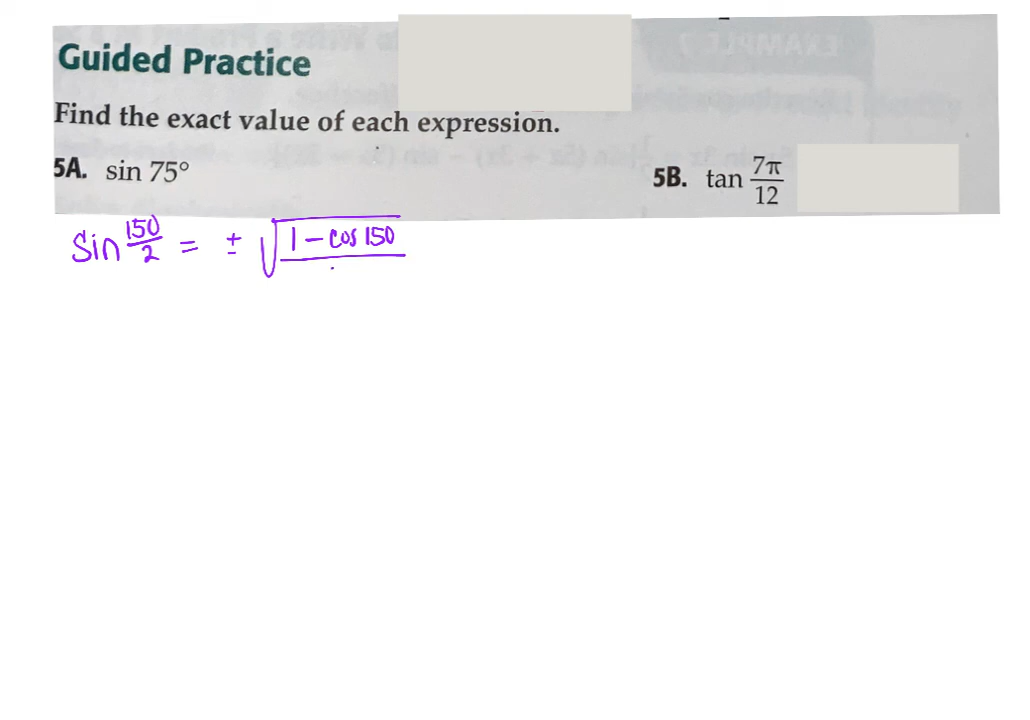 Guided Practice
Find the exact value of each expression.
5A. sin 75°
5B. tan 7π/12
Sin 150/2 = ± √(1 - cos 150